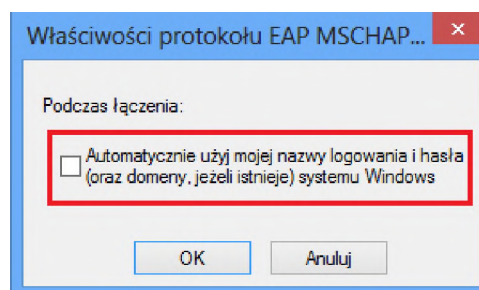 Właściwości protokołu EAP MSCHAP...
Podczas łączenia:
Automatycznie użyj mojej nazwy logowania i hasła
(oraz domeny, jeżeli istnieje) systemu Windows
OK
Anuluj